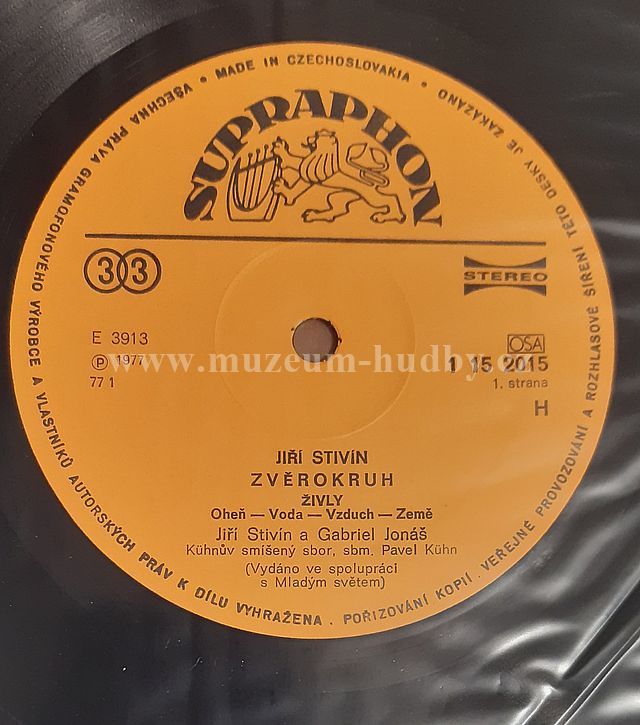 VŠECHNA PRÁVA GRAMOFONOVÉHO VÝROBCE A VLASTNÍKŮ AUTORSKÝCH PRÁV K DÍLU VYHRAŽENA . POŘIZOVÁNÍ KOPIÍ . VEŘEJNÉ PROVOZOVÁNÍ A ROZHLASOVÉ ŠÍŘENÍ TÉTO DESKY JE ZAKÁZÁNO
• MADE IN CZECHOSLOVAKIA •
SUPRAPHON
33
STEREO
E 3913
Ⓟ 1977
77 1
OSA
1 15 2015
1. strana
H
www.muzeum-hudby.cz
JIŘÍ STIVÍN
ZVĚROKRUH
ŽIVLY
Oheň — Voda — Vzduch — Země
Jiří Stivín a Gabriel Jonáš
Kühnův smíšený sbor, sbm. Pavel Kühn
(Vydáno ve spolupráci
s Mladým světem)